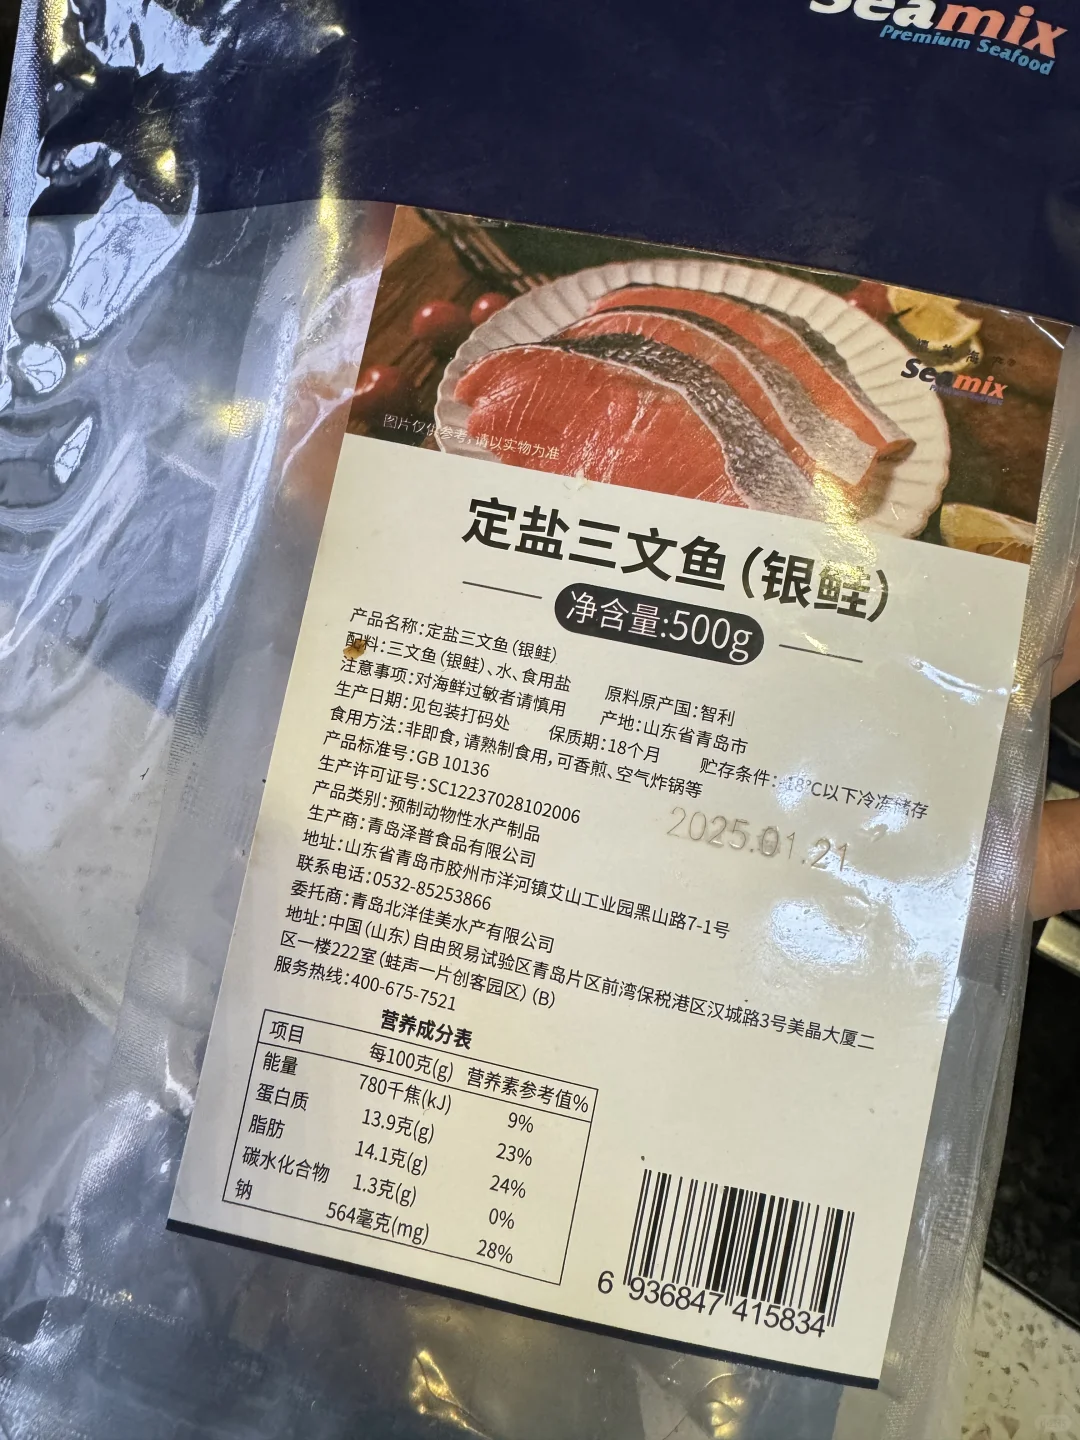 Seamix
Premium Seafood
Seamix
图片仅供参考,请以实物为准
定盐三文鱼(银鲑)
净含量:500g
产品名称:定盐三文鱼(银鲑)
配料:三文鱼(银鲑)、水、食用盐 原料原产国:智利
注意事项:对海鲜过敏者请慎用 产地:山东省青岛市
生产日期:见包装打码处 保质期:18个月 贮存条件:-18℃以下冷冻储存
食用方法:非即食,请熟制食用,可香煎、空气炸锅等
产品标准号:GB 10136
生产许可证号:SC12237028102006
产品类别:预制动物性水产制品
2025.01.21
生产商:青岛泽普食品有限公司
地址:山东省青岛市胶州市洋河镇艾山工业园黑山路7-1号
联系电话:0532-85253866
委托商:青岛北洋佳美水产有限公司
地址:中国(山东)自由贸易试验区青岛片区前湾保税港区汉城路3号美晶大厦二
区一楼222室(蛙声一片创客园区)(B)
服务热线:400-675-7521
营养成分表
项目 每100克(g) 营养素参考值%
能量 780千焦(kJ) 9%
蛋白质 13.9克(g) 23%
脂肪 14.1克(g) 24%
碳水化合物 1.3克(g) 0%
钠 564毫克(mg) 28%
6 936847 415834